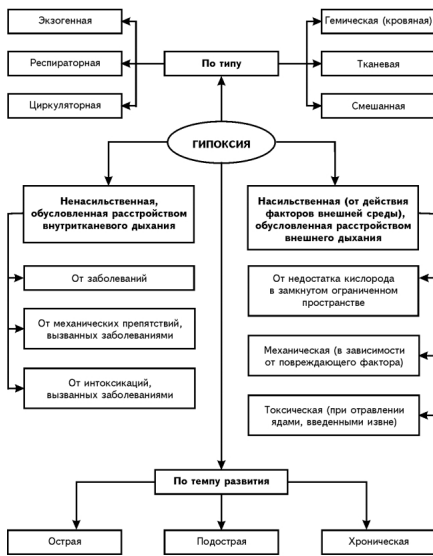 Экзогенная
Респираторная
Циркуляторная
По типу
Гемическая (кровяная)
Тканевая
Смешанная
ГИПОКСИЯ
Ненасильственная,
обусловленная расстройством
внутритканевого дыхания
От заболеваний
От механических препятствий,
вызванных заболеваниями
От интоксикаций,
вызванных заболеваниями
Насильственная (от действия
факторов внешней среды),
обусловленная расстройством
внешнего дыхания
От недостатка кислорода
в замкнутом ограниченном
пространстве
Механическая (в зависимости
от повреждающего фактора)
Токсическая (при отравлении
ядами, введенными извне)
По темпу развития
Острая
Подострая
Хроническая